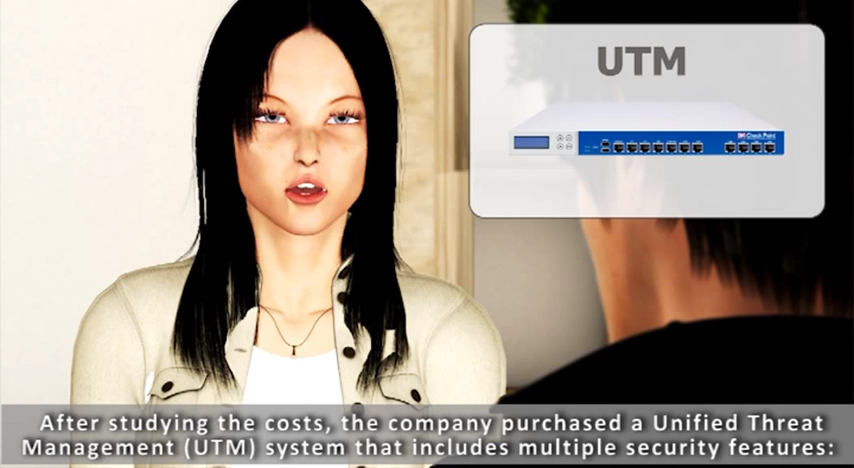 UTM
Check Point
After studying the costs, the company purchased a Unified Threat
Management (UTM) system that includes multiple security features: